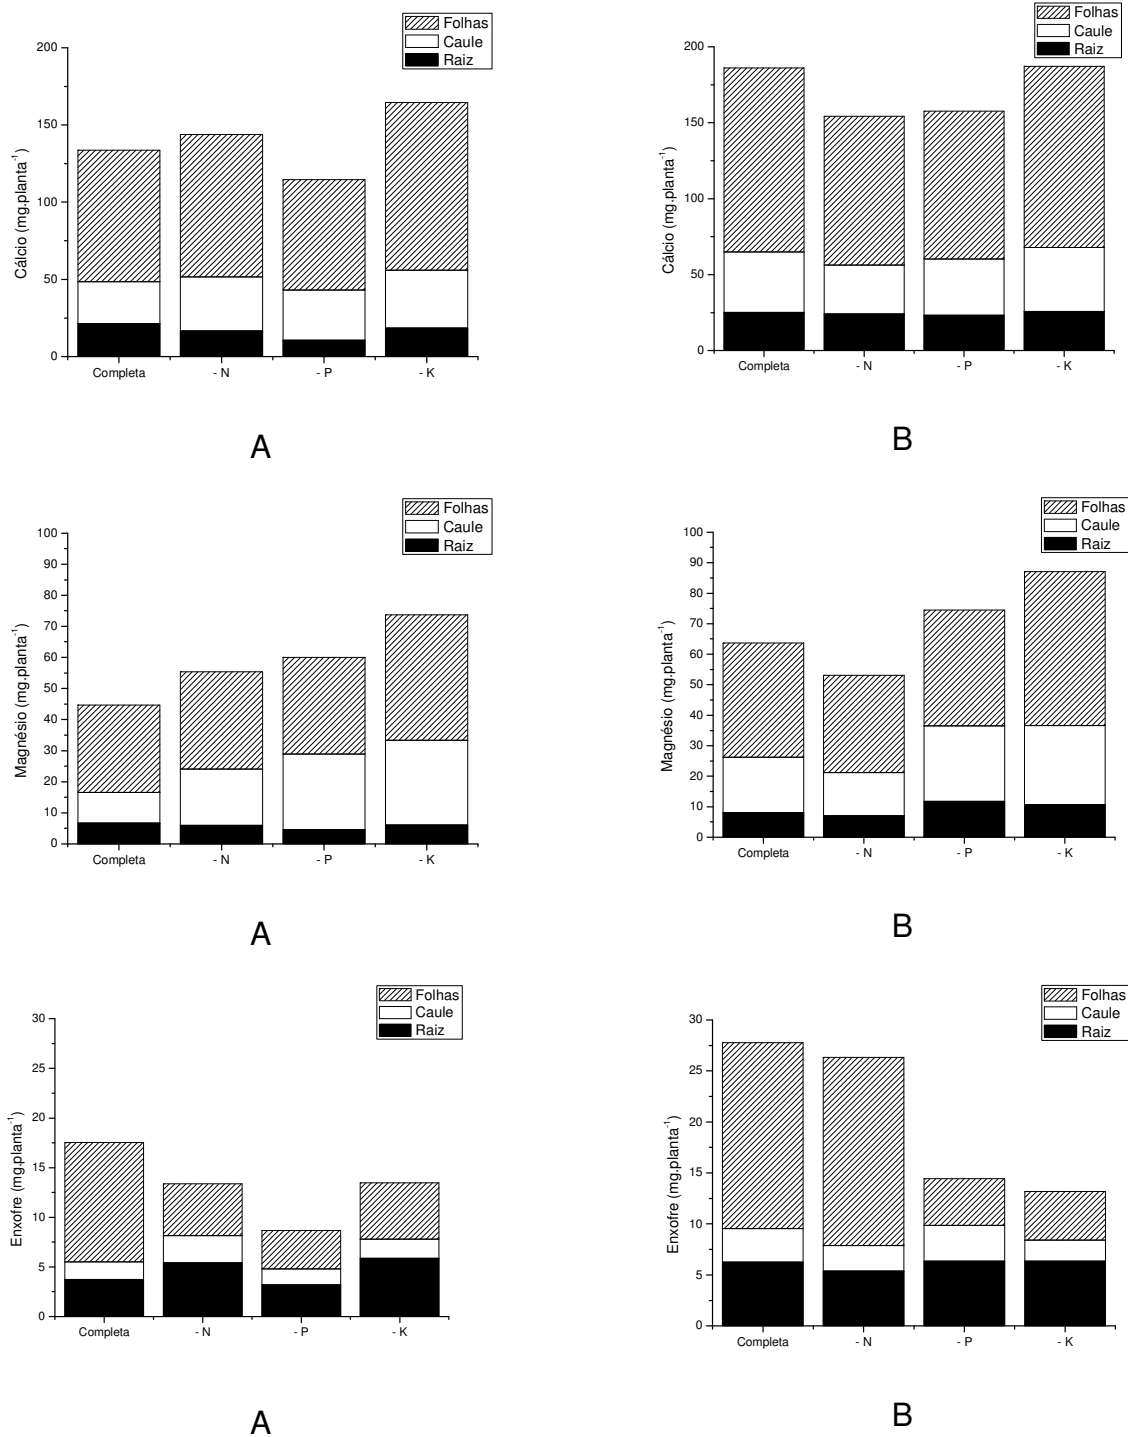 Folhas
Caule
Raiz
Cálcio (mg.planta⁻¹)
200
150
100
50
0
Completa - N - P - K
A
Folhas
Caule
Raiz
Cálcio (mg.planta⁻¹)
200
150
100
50
0
Completa - N - P - K
B
Folhas
Caule
Raiz
Magnésio (mg.planta⁻¹)
100
90
80
70
60
50
40
30
20
10
0
Completa - N - P - K
A
Folhas
Caule
Raiz
Magnésio (mg.planta⁻¹)
100
90
80
70
60
50
40
30
20
10
0
Completa - N - P - K
B
Folhas
Caule
Raiz
Enxofre (mg.planta⁻¹)
30
25
20
15
10
5
0
Completa - N - P - K
A
Folhas
Caule
Raiz
Enxofre (mg.planta⁻¹)
30
25
20
15
10
5
0
Completa - N - P - K
B